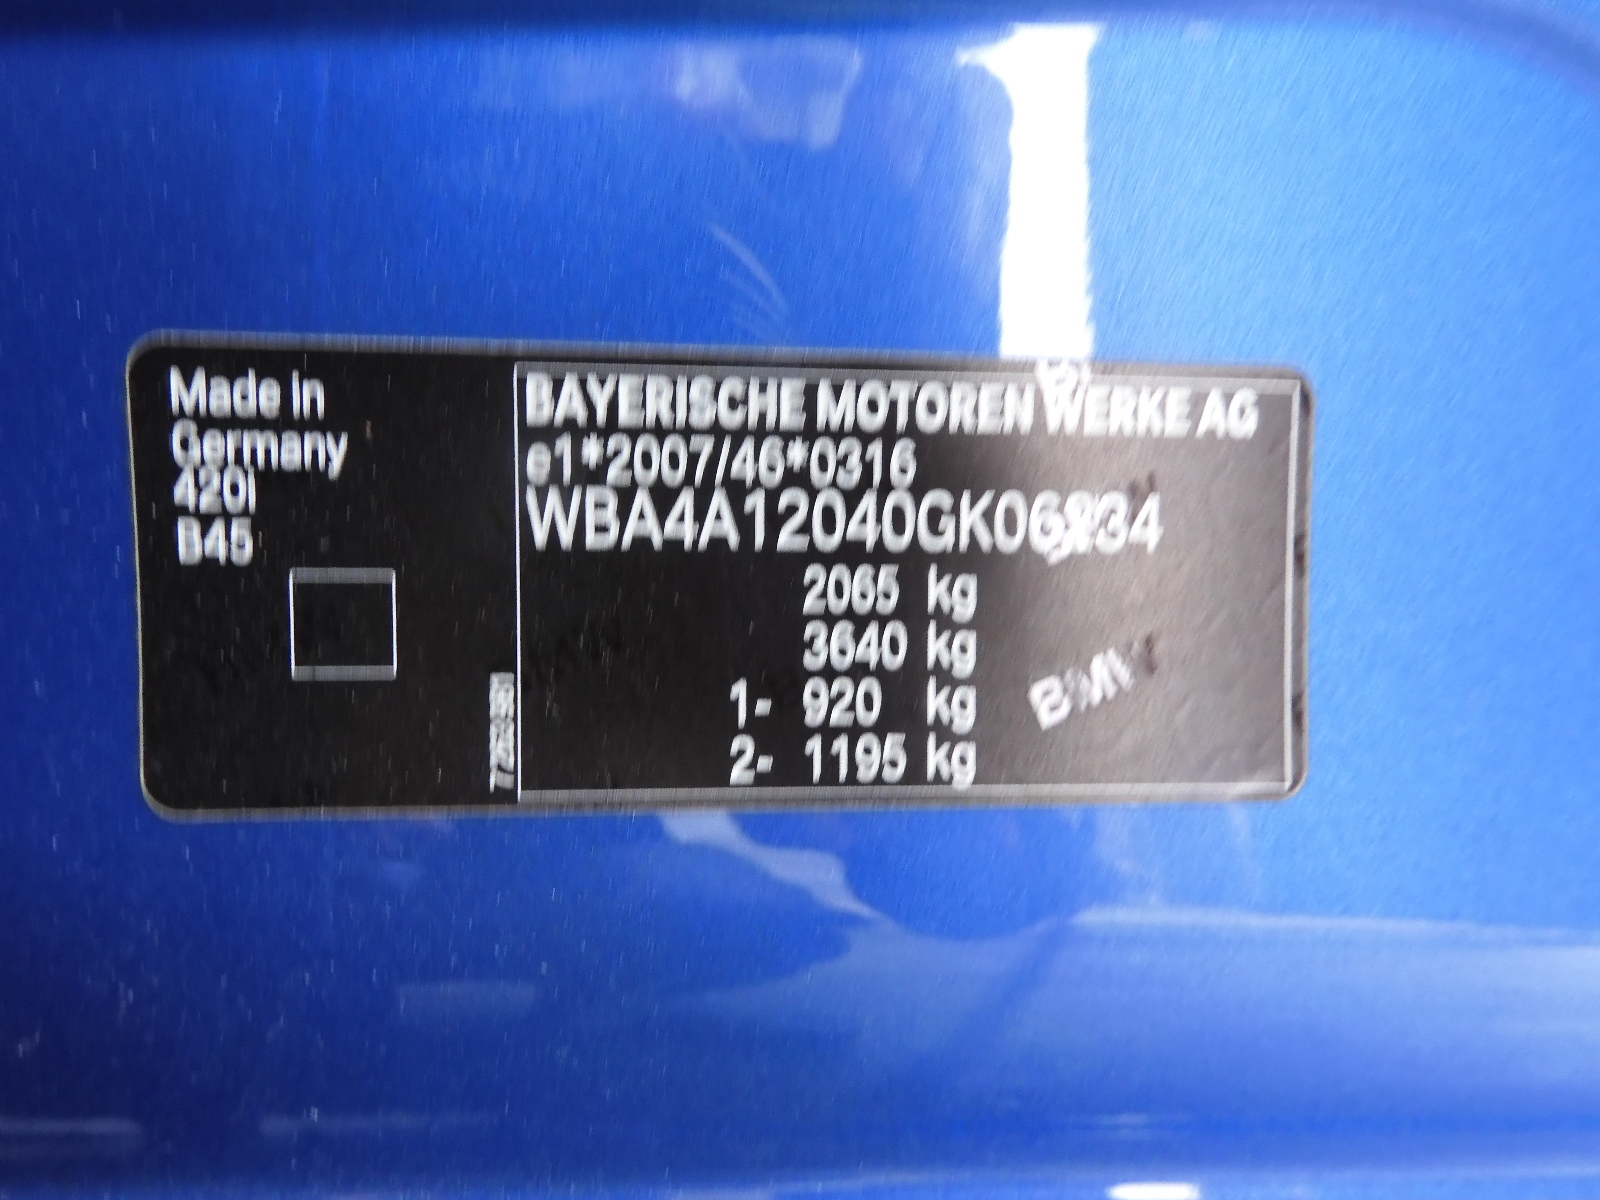 Made in
Germany
420i
B45
BAYERISCHE MOTOREN WERKE AG
e1*2007/46*0316
2065 kg
3640 kg
1- 920 kg
2- 1195 kg
BMW